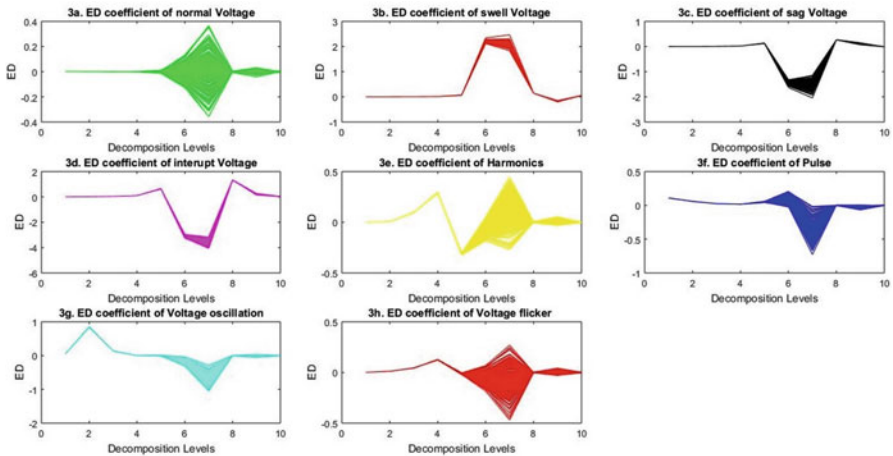 3a. ED coefficient of normal Voltage
ED
0.4
0.2
0
-0.2
-0.4
0 2 4 6 8 10
Decomposition Levels
3b. ED coefficient of swell Voltage
ED
3
2
1
0
-1
0 2 4 6 8 10
Decomposition Levels
3c. ED coefficient of sag Voltage
ED
1
0
-1
-2
-3
0 2 4 6 8 10
Decomposition Levels
3d. ED coefficient of interupt Voltage
ED
2
0
-2
-4
-6
0 2 4 6 8 10
Decomposition Levels
3e. ED coefficient of Harmonics
ED
0.5
0
-0.5
0 2 4 6 8 10
Decomposition Levels
3f. ED coefficient of Pulse
ED
0.5
0
-0.5
-1
0 2 4 6 8 10
Decomposition Levels
3g. ED coefficient of Voltage oscillation
ED
1
0
-1
-2
0 2 4 6 8 10
Decomposition Levels
3h. ED coefficient of Voltage flicker
ED
0.5
0
-0.5
0 2 4 6 8 10
Decomposition Levels